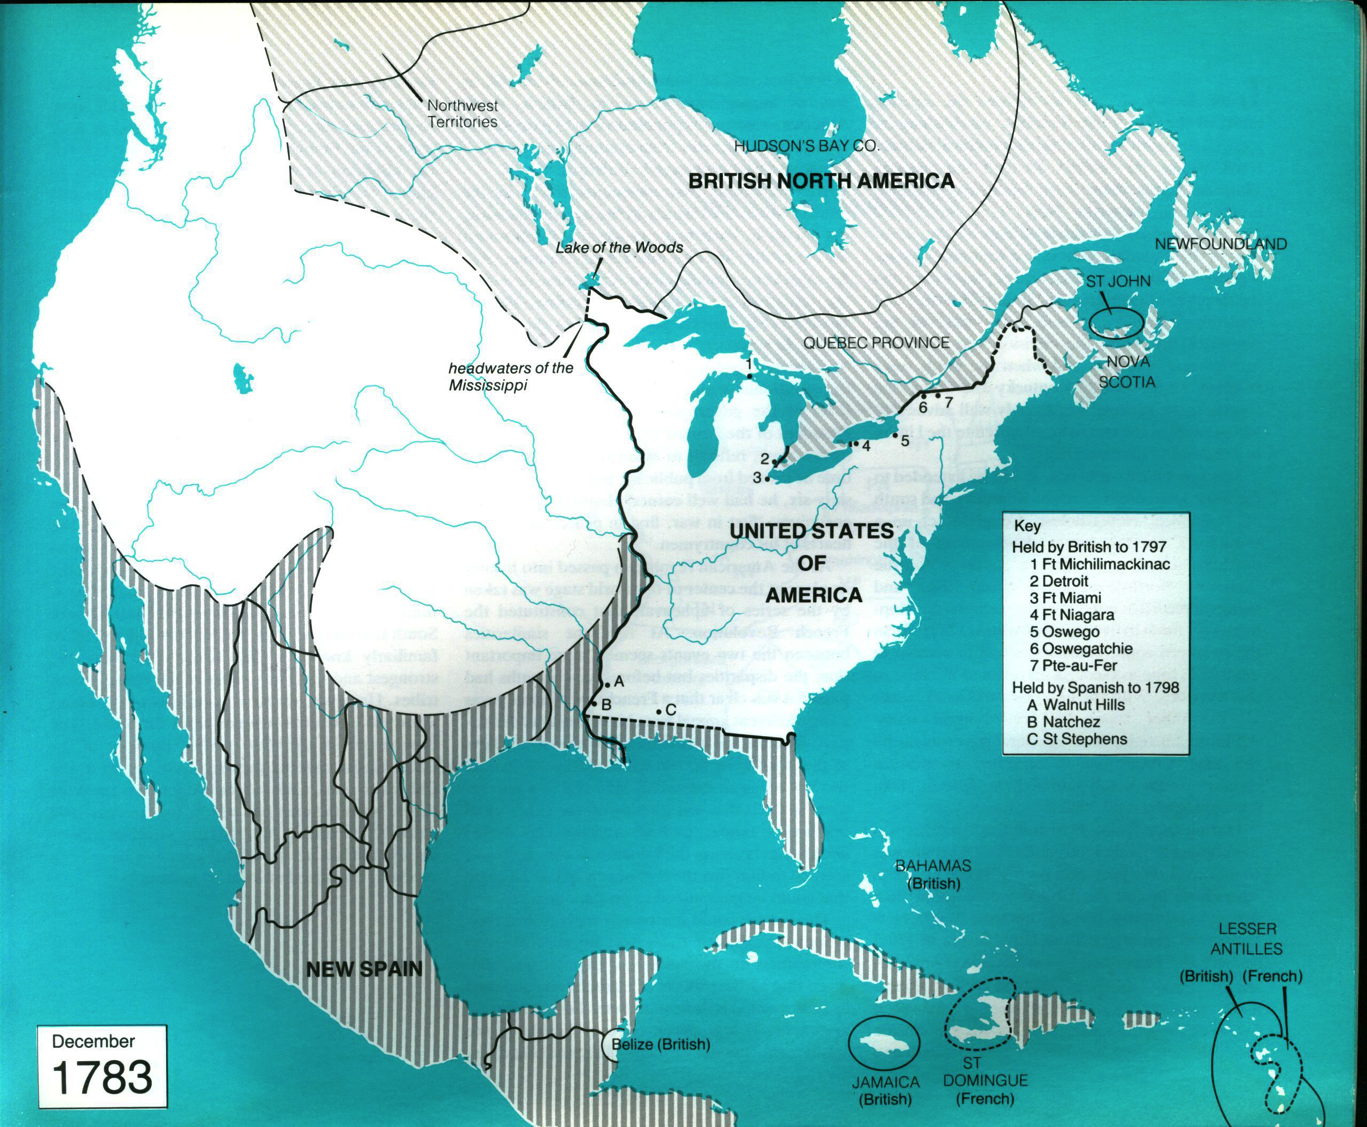 Northwest
Territories
HUDSON'S BAY CO.
BRITISH NORTH AMERICA
Lake of the Woods
NEWFOUNDLAND
ST JOHN
QUEBEC PROVINCE
NOVA
SCOTIA
headwaters of the
Mississippi
1
6
7
5
4
2
3
UNITED STATES
OF
AMERICA
Key
Held by British to 1797
1 Ft Michilimackinac
2 Detroit
3 Ft Miami
4 Ft Niagara
5 Oswego
6 Oswegatchie
7 Pte-au-Fer
Held by Spanish to 1798
A Walnut Hills
B Natchez
C St Stephens
A
B
C
BAHAMAS
(British)
LESSER
ANTILLES
(British) (French)
NEW SPAIN
Belize (British)
JAMAICA
(British)
ST
DOMINGUE
(French)
December
1783